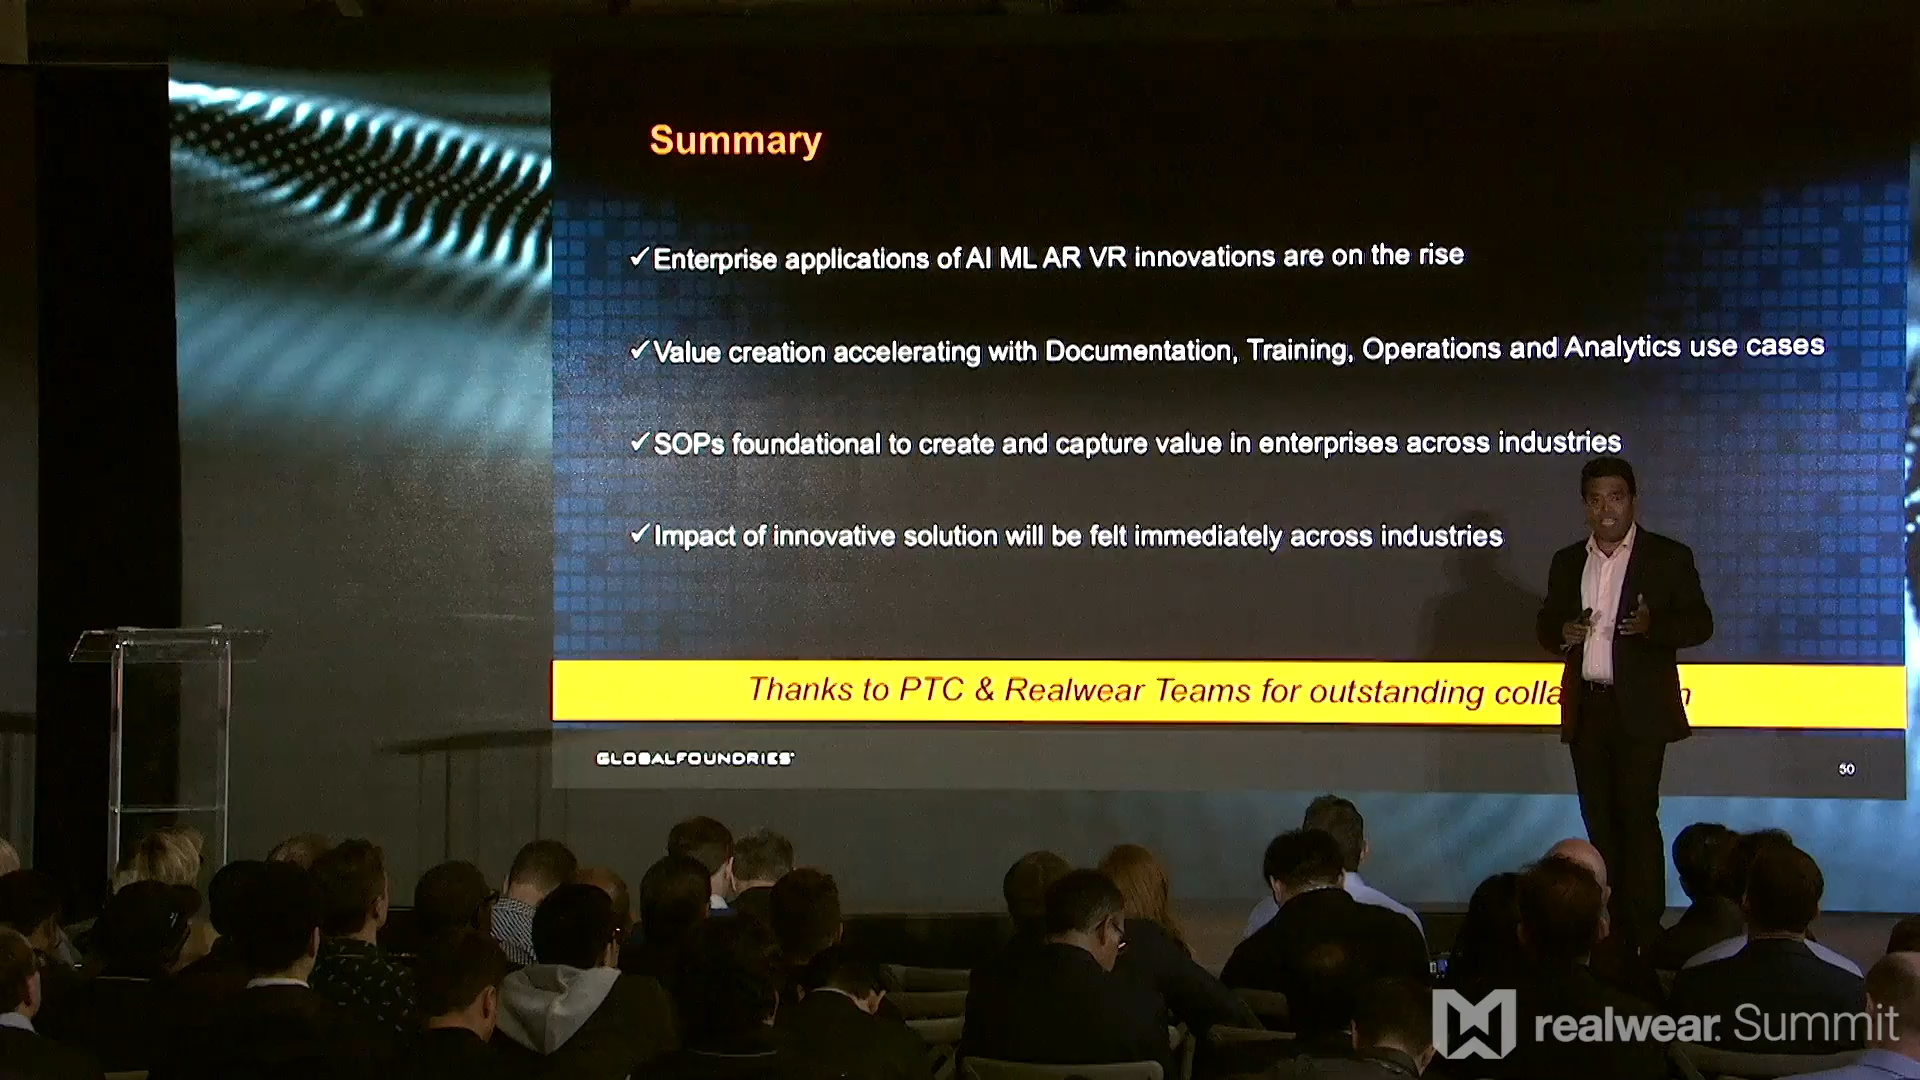 Summary
✓Enterprise applications of AI ML AR VR innovations are on the rise
✓Value creation accelerating with Documentation, Training, Operations and Analytics use cases
✓SOPs foundational to create and capture value in enterprises across industries
✓Impact of innovative solution will be felt immediately across industries
Thanks to PTC & Realwear Teams for outstanding
GLOBALFOUNDRIES
50
realwear. Summit